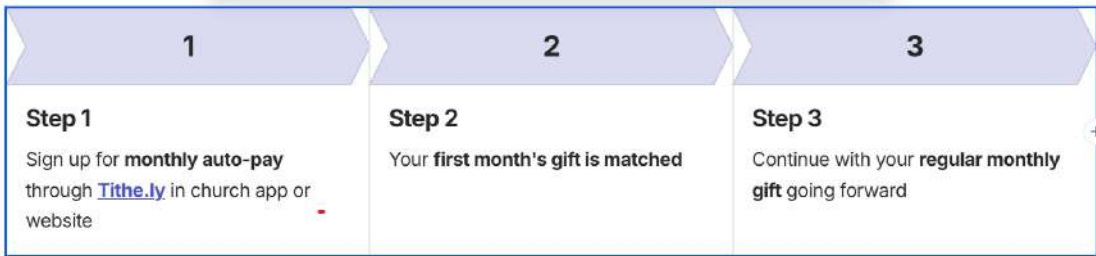 1
2
3
Step 1
Sign up for monthly auto-pay
through Tithe.ly in church app or
website
Step 2
Your first month's gift is matched
Step 3
Continue with your regular monthly
gift going forward